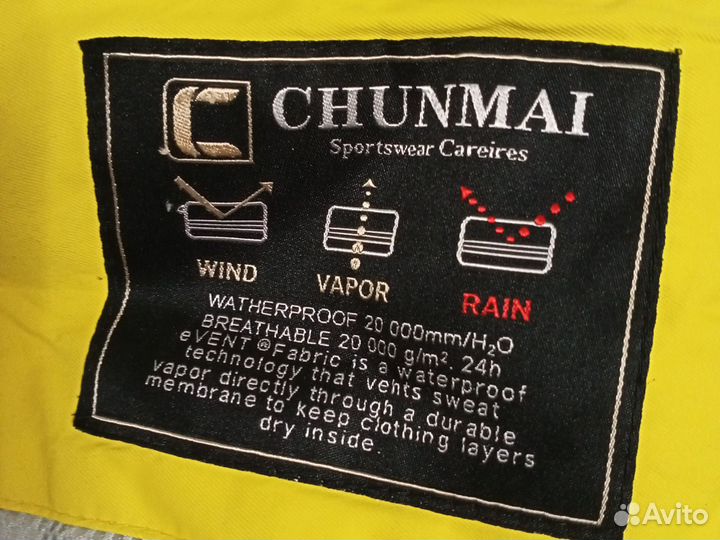 CHUNMAI
Sportswear Careires
WIND
VAPOR
RAIN
WATHERPROOF 20 000mm/H₂O
BREATHABLE 20 000 g/m². 24h
eVENT ®Fabric is a waterproof
technology that vehts sweat
vapor directly through a durable
membrane to keep clothing layers
dry inside.
Avito